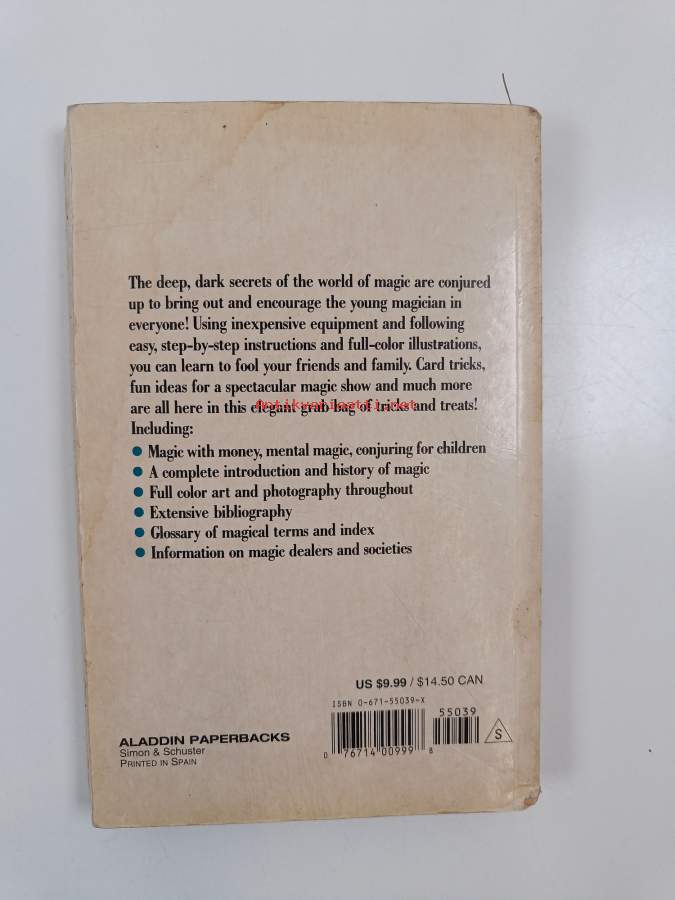 The deep, dark secrets of the world of magic are conjured
up to bring out and encourage the young magician in
everyone! Using inexpensive equipment and following
easy, step-by-step instructions and full-color illustrations,
you can learn to fool your friends and family. Card tricks,
fun ideas for a spectacular magic show and much more
are all here in this elegant grab bag of tricks and treats!
Antikvariaatti.net
Including:
• Magic with money, mental magic, conjuring for children
• A complete introduction and history of magic
• Full color art and photography throughout
• Extensive bibliography
• Glossary of magical terms and index
• Information on magic dealers and societies
US $9.99 / $14.50 CAN
ISBN 0-671-55039-X
55039
0 76714 00999 8
S
ALADDIN PAPERBACKS
Simon & Schuster
PRINTED IN SPAIN